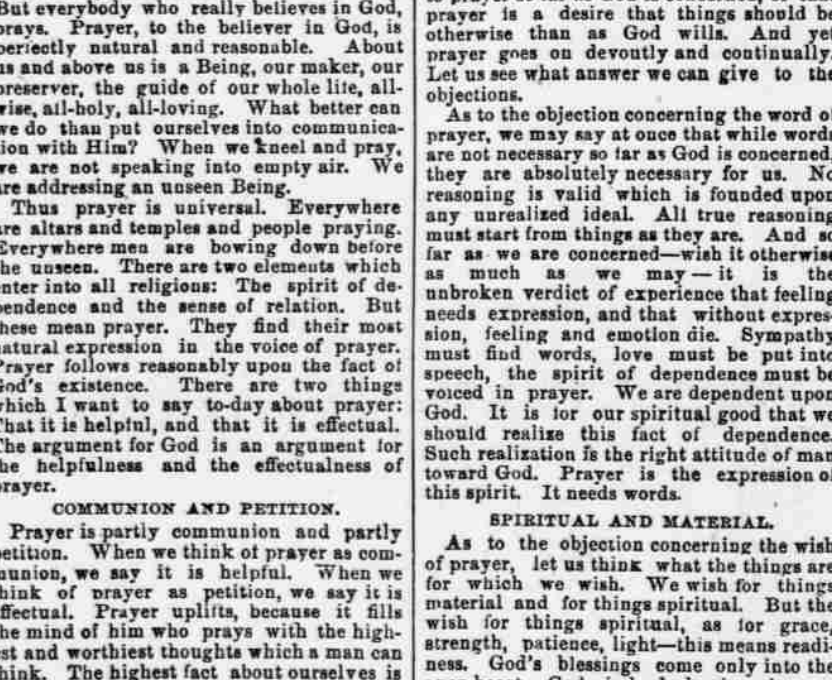 But everybody who really believes in God,
prays. Prayer, to the believer in God, is
perfectly natural and reasonable. About
us and above us is a Being, our maker, our
preserver, the guide of our whole life, all-
wise, all-holy, all-loving. What better can
we do than put ourselves into communica-
tion with Him? When we kneel and pray,
we are not speaking into empty air. We
are addressing an unseen Being.
Thus prayer is universal. Everywhere
are altars and temples and people praying.
Everywhere men are bowing down before
the unseen. There are two elements which
enter into all religions: The spirit of de-
pendence and the sense of relation. But
these mean prayer. They find their most
natural expression in the voice of prayer.
Prayer follows reasonably upon the fact of
God's existence. There are two things
which I want to say to-day about prayer:
That it is helpful, and that it is effectual.
The argument for God is an argument for
the helpfulness and the effectualness of
prayer.
COMMUNION AND PETITION.
Prayer is partly communion and partly
petition. When we think of prayer as com-
munion, we say it is helpful. When we
think of prayer as petition, we say it is
effectual. Prayer uplifts, because it fills
the mind of him who prays with the high-
est and worthiest thoughts which a man can
think. The highest fact about ourselves is
prayer is a desire that things should be
otherwise than as God wills. And yet
prayer goes on devoutly and continually.
Let us see what answer we can give to the
objections.
As to the objection concerning the word of
prayer, we may say at once that while words
are not necessary so far as God is concerned,
they are absolutely necessary for us. No
reasoning is valid which is founded upon
any unrealized ideal. All true reasoning
must start from things as they are. And so
far as we are concerned—wish it otherwise
as much as we may—it is the
unbroken verdict of experience that feeling
needs expression, and that without expres-
sion, feeling and emotion die. Sympathy
must find words, love must be put into
speech, the spirit of dependence must be
voiced in prayer. We are dependent upon
God. It is for our spiritual good that we
should realize this fact of dependence.
Such realization is the right attitude of man
toward God. Prayer is the expression of
this spirit. It needs words.
SPIRITUAL AND MATERIAL.
As to the objection concerning the wish
of prayer, let us think what the things are
for which we wish. We wish for things
material and for things spiritual. But the
wish for things spiritual, as for grace,
strength, patience, light—this means readi-
ness. God's blessings come only into the